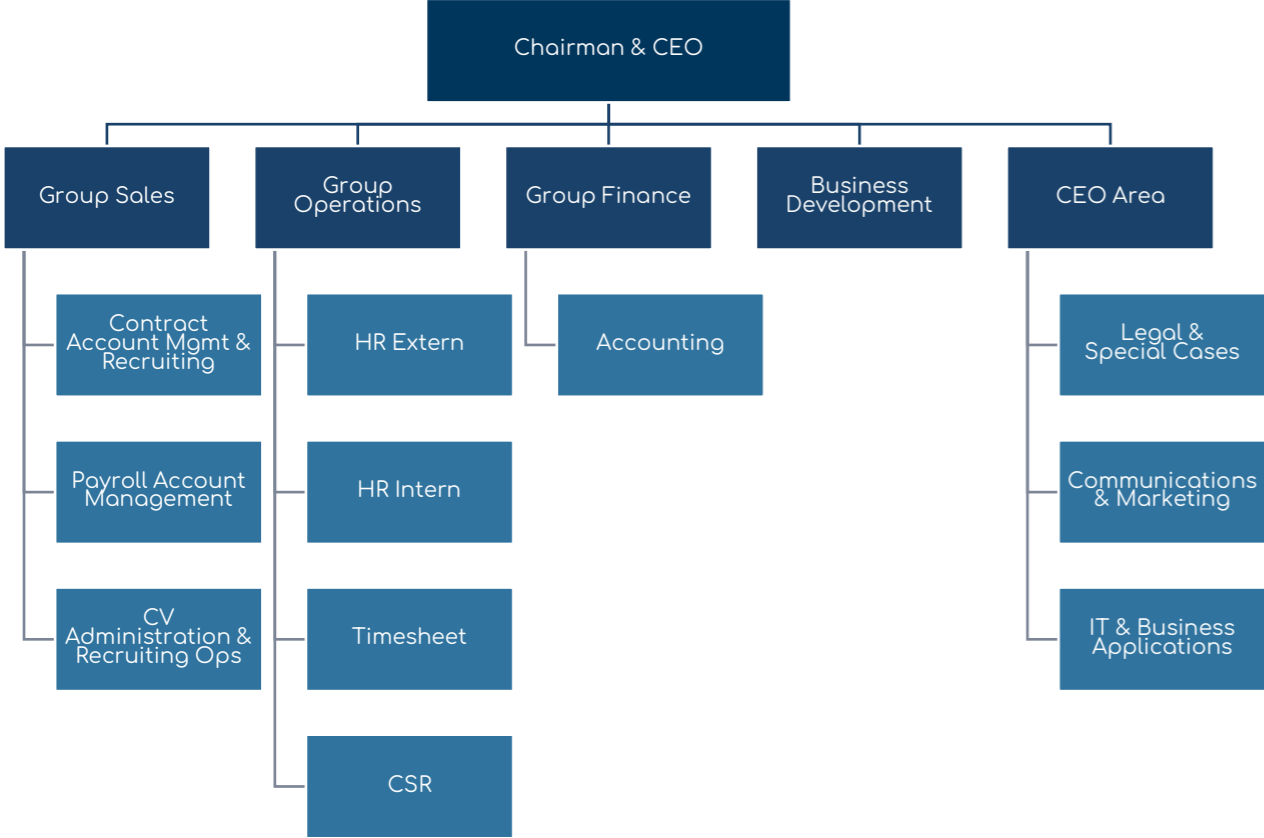 Chairman & CEO
Group Sales
Group
Operations
Group Finance
Business
Development
CEO Area
Contract
Account Mgmt &
Recruiting
HR Extern
Accounting
Legal &
Special Cases
Payroll Account
Management
HR Intern
Communications
& Marketing
CV
Administration &
Recruiting Ops
Timesheet
IT & Business
Applications
CSR